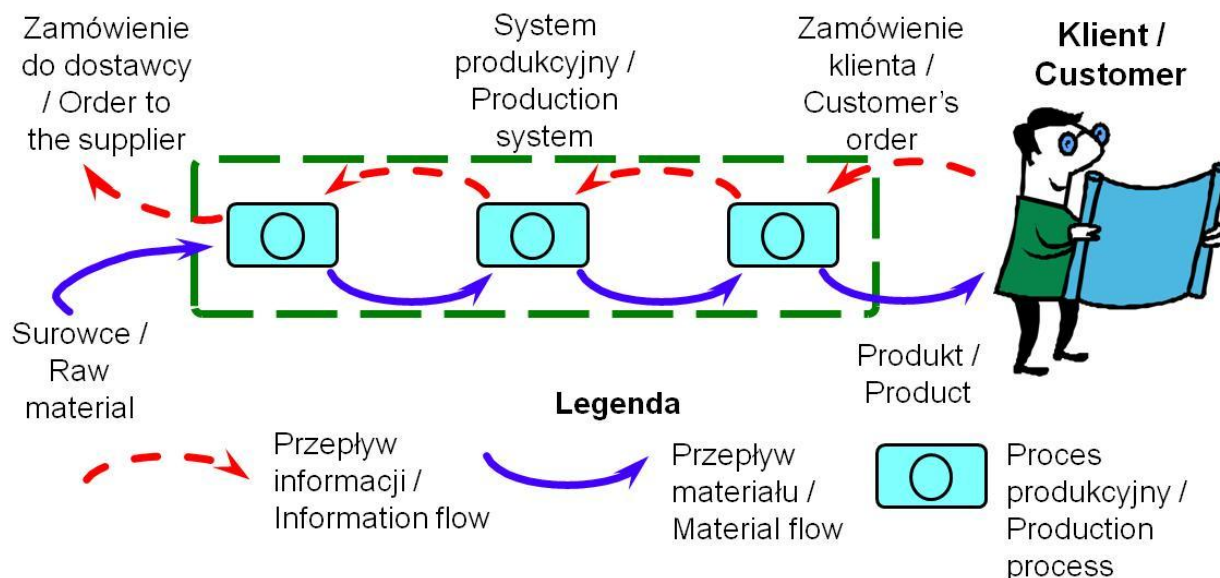 Zamówienie
do dostawcy
/ Order to
the supplier
System
produkcyjny /
Production
system
Zamówienie
klienta /
Customer's
order
Klient /
Customer
Surowce /
Raw
material
Produkt /
Product
Legenda
Przepływ
informacji /
Information flow
Przepływ
materiału /
Material flow
Proces
produkcyjny /
Production
process